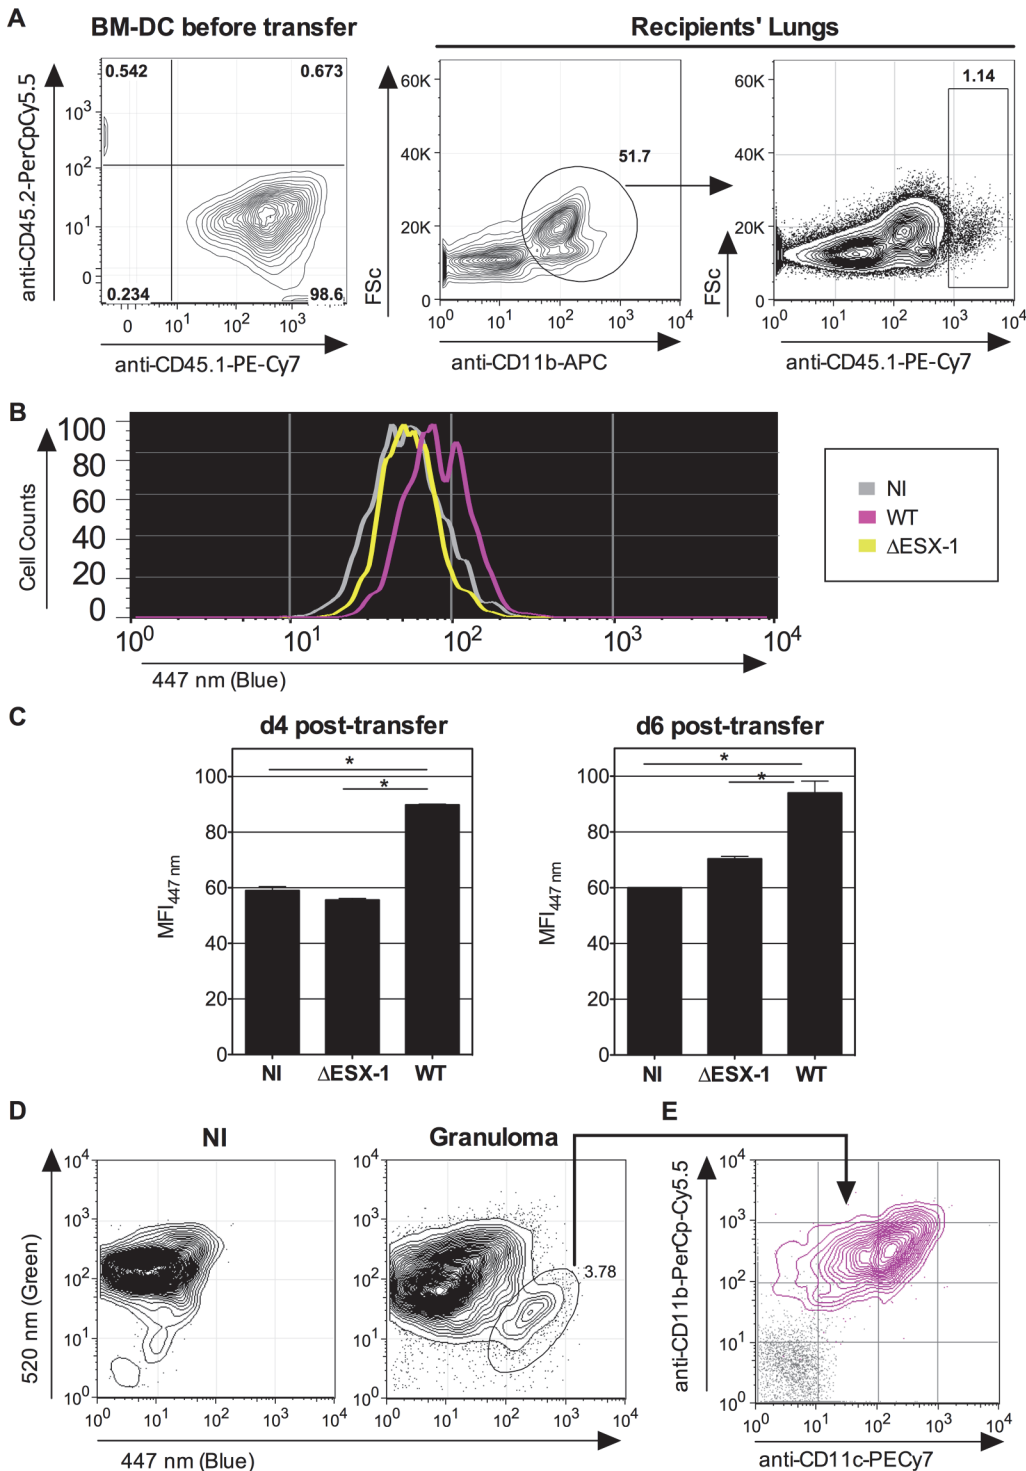 A
BM-DC before transfer
Recipients' Lungs
anti-CD45.2-PerCpCy5.5
0.542
0.673
10³
10²
10¹
0
0.234
98.6
0
10¹
10²
10³
anti-CD45.1-PE-Cy7
FSc
60K
40K
20K
0
51.7
10⁰
10¹
10²
10³
10⁴
anti-CD11b-APC
FSc
60K
40K
20K
0
1.14
10⁰
10¹
10²
10³
10⁴
anti-CD45.1-PE-Cy7
B
Cell Counts
100
80
60
40
20
0
10⁰
10¹
10²
10³
10⁴
447 nm (Blue)
NI
WT
ΔESX-1
C
d4 post-transfer
MFI447 nm
100
80
60
40
20
0
*
*
NI
ΔESX-1
WT
d6 post-transfer
MFI447 nm
100
80
60
40
20
0
*
*
NI
ΔESX-1
WT
D
NI
520 nm (Green)
10⁴
10³
10²
10¹
10⁰
10⁰
10¹
10²
10³
10⁴
447 nm (Blue)
Granuloma
10⁴
10³
10²
10¹
10⁰
3.78
10⁰
10¹
10²
10³
10⁴
E
anti-CD11b-PerCp-Cy5.5
10⁴
10³
10²
10¹
10⁰
10⁰
10¹
10²
10³
10⁴
anti-CD11c-PECy7